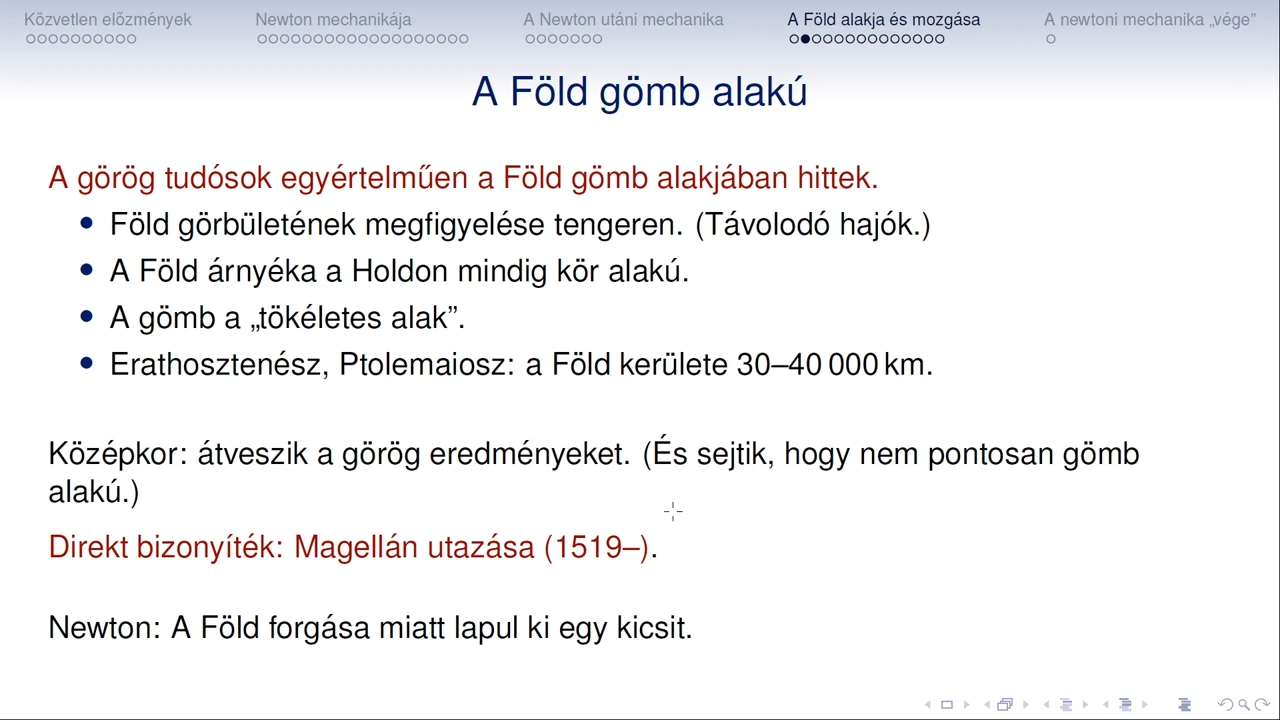 Közvetlen előzmények Newton mechanikája A Newton utáni mechanika A Föld alakja és mozgása A newtoni mechanika „vége”
A Föld gömb alakú
A görög tudósok egyértelműen a Föld gömb alakjában hittek.
• Föld görbületének megfigyelése tengeren. (Távolodó hajók.)
• A Föld árnyéka a Holdon mindig kör alakú.
• A gömb a „tökéletes alak”.
• Erathosztenész, Ptolemaiosz: a Föld kerülete 30–40 000 km.
Középkor: átveszik a görög eredményeket. (És sejtik, hogy nem pontosan gömb
alakú.)
Direkt bizonyíték: Magellán utazása (1519–).
Newton: A Föld forgása miatt lapul ki egy kicsit.